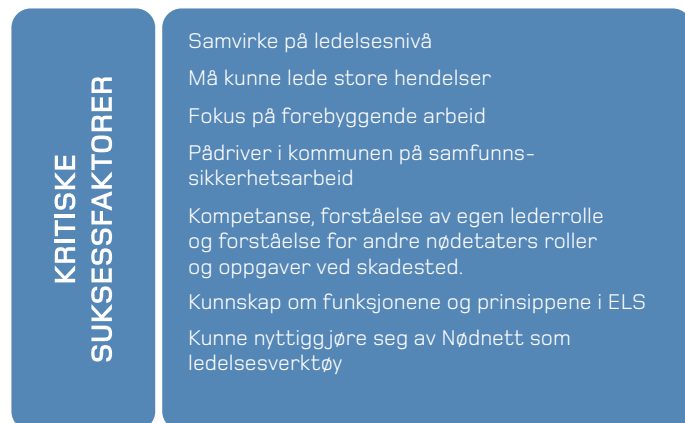 KRITISKE
SUKSESSFAKTORER
Samvirke på ledelsesnivå
Må kunne lede store hendelser
Fokus på forebyggende arbeid
Pådriver i kommunen på samfunns-
sikkerhetsarbeid
Kompetanse, forståelse av egen lederrolle
og forståelse for andre nødetaters roller
og oppgaver ved skadested.
Kunnskap om funksjonene og prinsippene i ELS
Kunne nyttiggjøre seg av Nødnett som
ledelsesverktøy